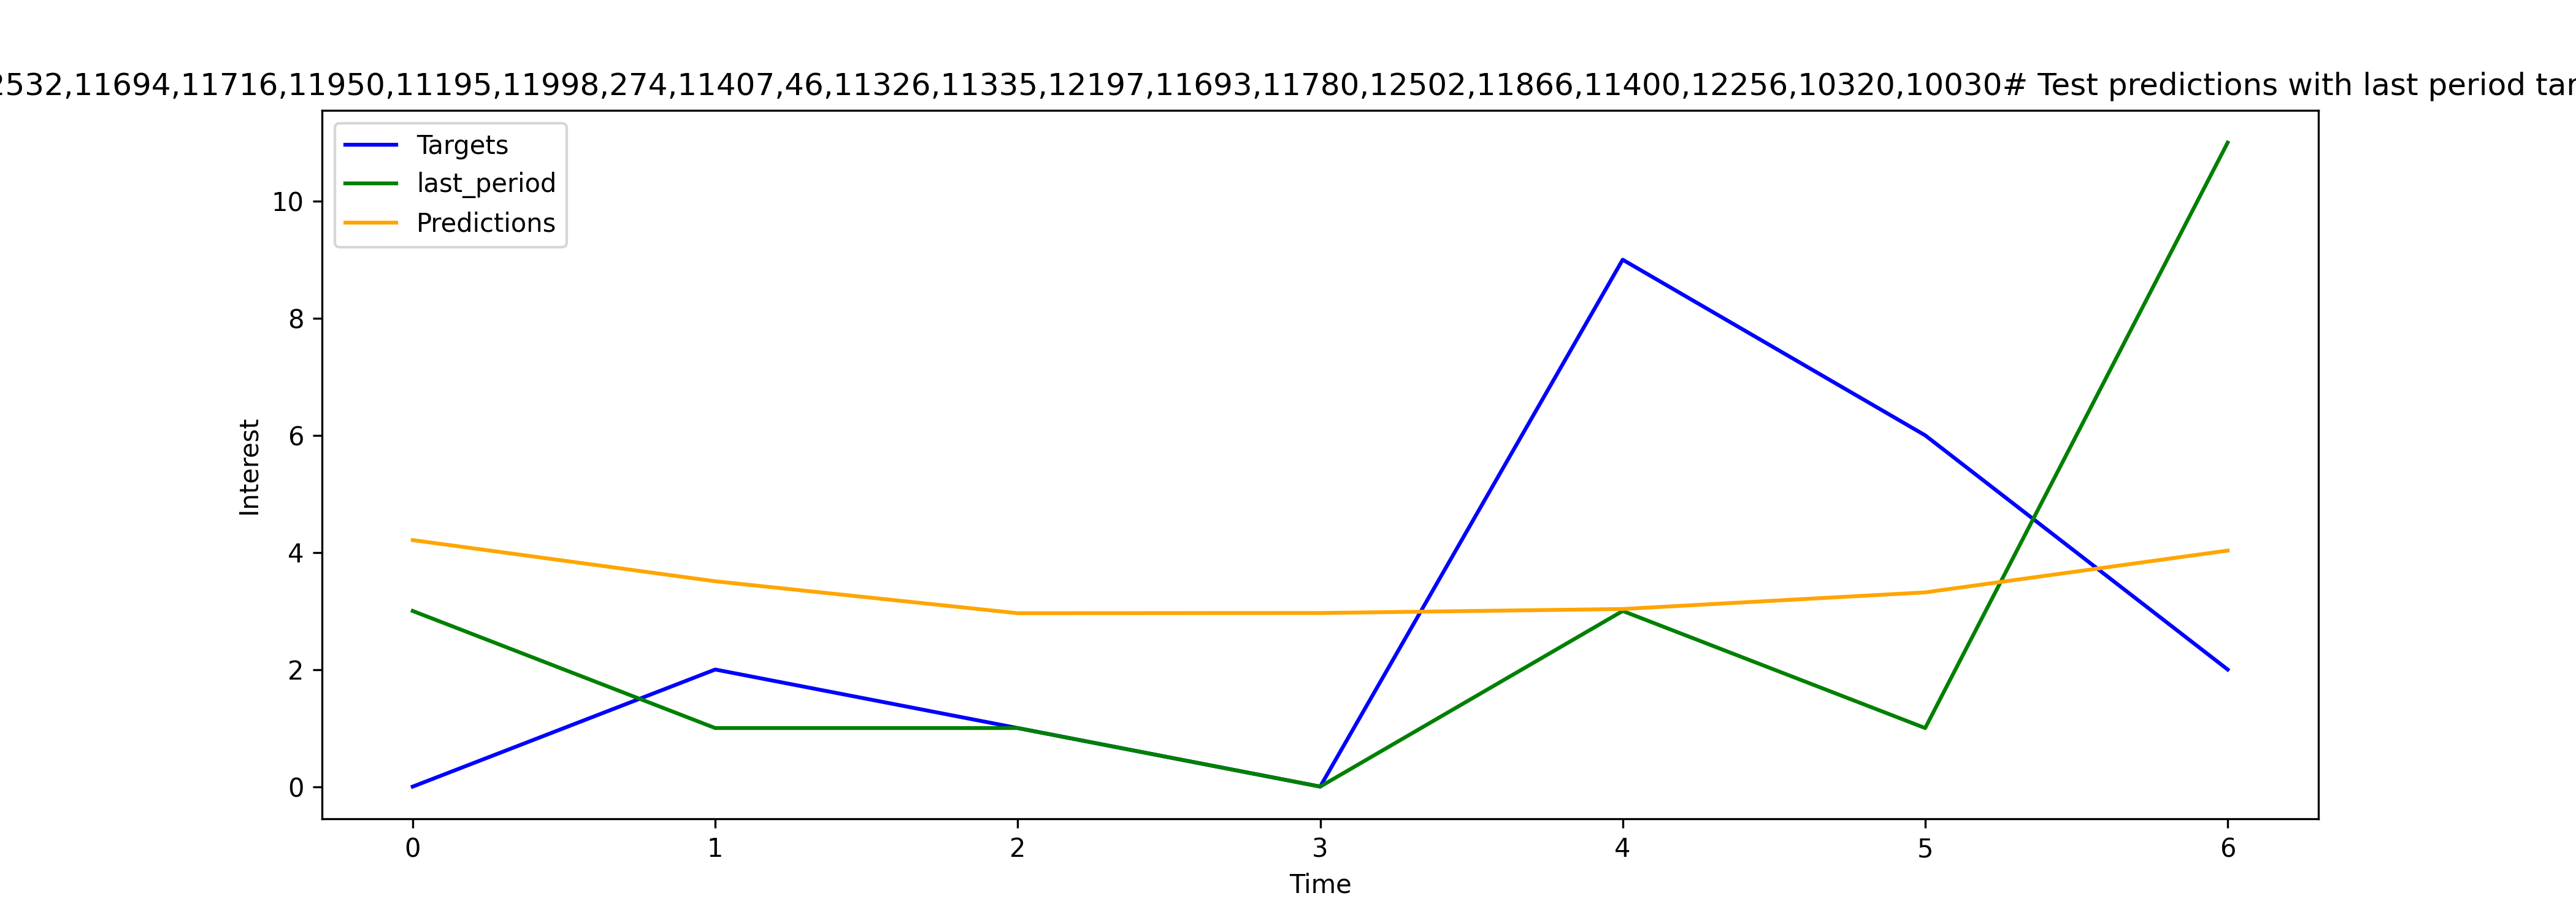 2532,11694,11716,11950,11195,11998,274,11407,46,11326,11335,12197,11693,11780,12502,11866,11400,12256,10320,10030# Test predictions with last period tar
Targets
last_period
Predictions
10
8
6
4
2
0
Interest
0 1 2 3 4 5 6
Time